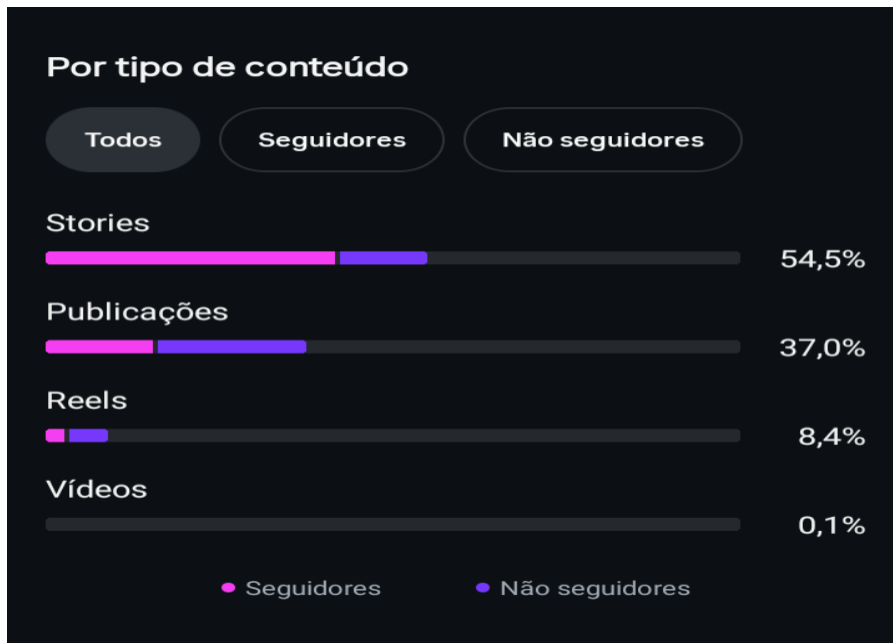 Por tipo de conteúdo
Todos Seguidores Não seguidores
Stories
54,5%
Publicações
37,0%
Reels
8,4%
Vídeos
0,1%
Seguidores Não seguidores